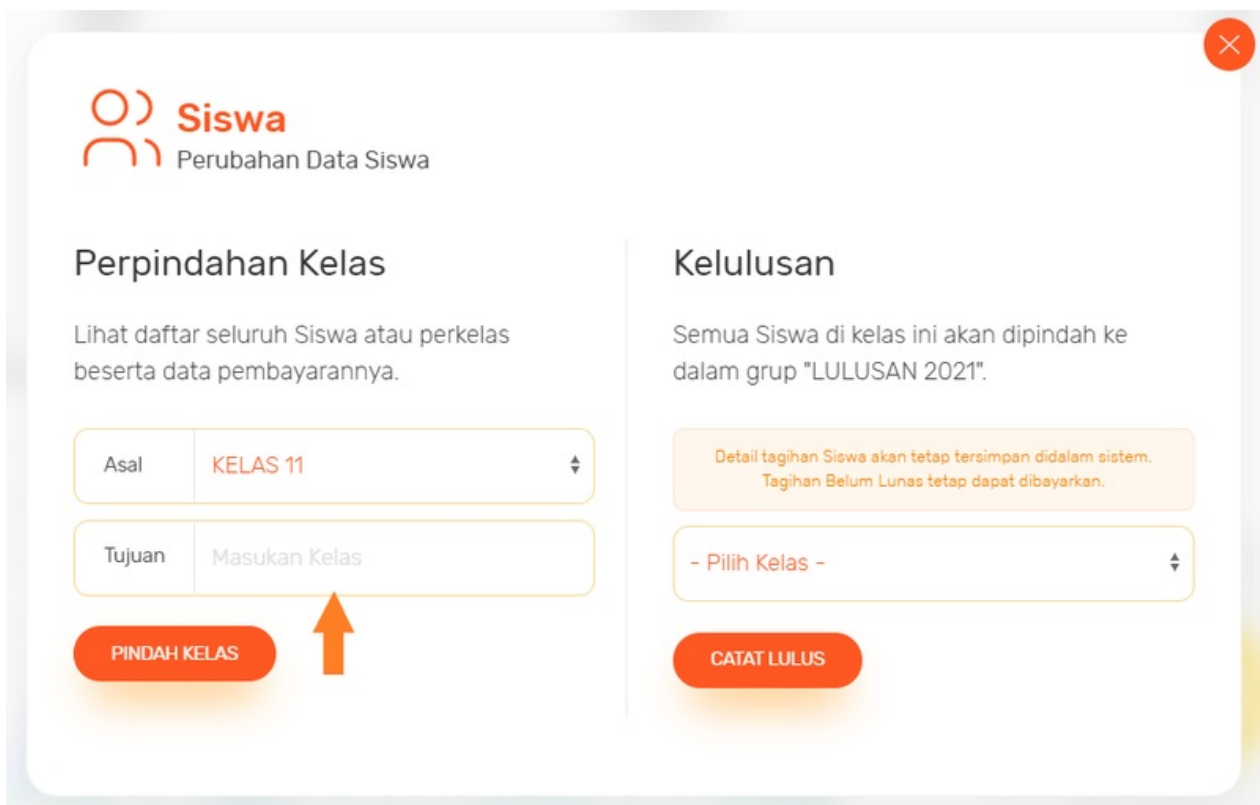 Siswa
Perubahan Data Siswa
Perpindahan Kelas
Lihat daftar seluruh Siswa atau perkelas
beserta data pembayarannya.
Asal
KELAS 11
Tujuan
Masukan Kelas
PINDAH KELAS
Kelulusan
Semua Siswa di kelas ini akan dipindah ke
dalam grup "LULUSAN 2021".
Detail tagihan Siswa akan tetap tersimpan didalam sistem.
Tagihan Belum Lunas tetap dapat dibayarkan.
- Pilih Kelas -
CATAT LULUS